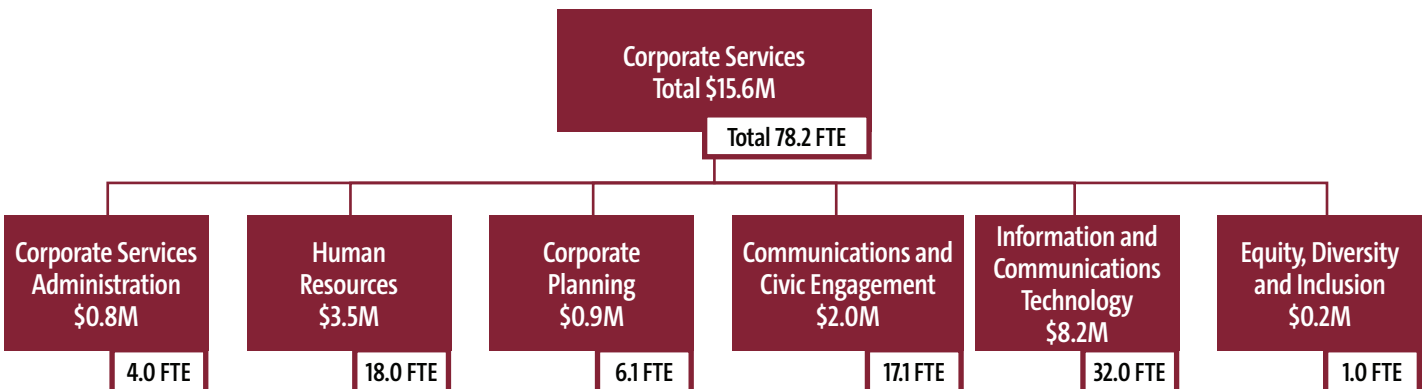 Corporate Services
Total $15.6M
Total 78.2 FTE
Corporate Services
Administration
$0.8M
4.0 FTE
Human
Resources
$3.5M
18.0 FTE
Corporate
Planning
$0.9M
6.1 FTE
Communications and
Civic Engagement
$2.0M
17.1 FTE
Information and
Communications
Technology
$8.2M
32.0 FTE
Equity, Diversity
and Inclusion
$0.2M
1.0 FTE